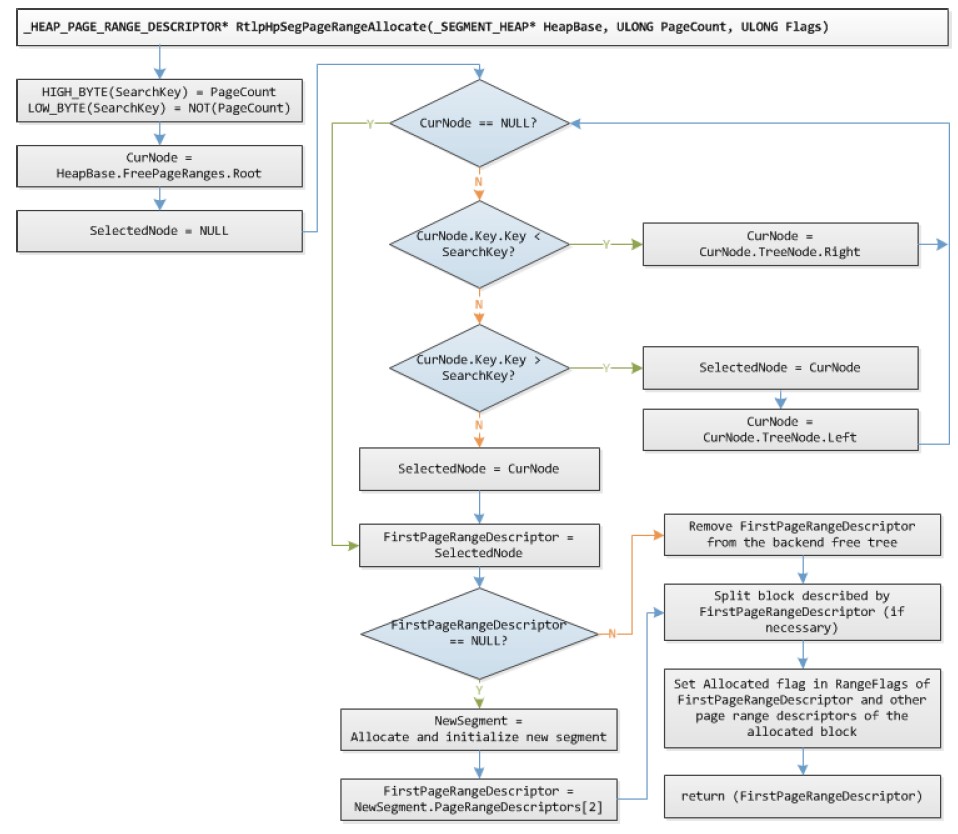 _HEAP_PAGE_RANGE_DESCRIPTOR* RtlpHpSegPageRangeAllocate(_SEGMENT_HEAP* HeapBase, ULONG PageCount, ULONG Flags)
HIGH_BYTE(SearchKey) = PageCount
LOW_BYTE(SearchKey) = NOT(PageCount)
CurNode =
HeapBase.FreePageRanges.Root
SelectedNode = NULL
CurNode == NULL?
Y
N
CurNode.Key.Key <
SearchKey?
Y
CurNode =
CurNode.TreeNode.Right
N
CurNode.Key.Key >
SearchKey?
Y
SelectedNode = CurNode
CurNode =
CurNode.TreeNode.Left
N
SelectedNode = CurNode
FirstPageRangeDescriptor =
SelectedNode
FirstPageRangeDescriptor
== NULL?
N
Y
NewSegment =
Allocate and initialize new segment
FirstPageRangeDescriptor =
NewSegment.PageRangeDescriptors[2]
Remove FirstPageRangeDescriptor
from the backend free tree
Split block described by
FirstPageRangeDescriptor (if
necessary)
Set Allocated flag in RangeFlags of
FirstPageRangeDescriptor and other
page range descriptors of the
allocated block
return (FirstPageRangeDescriptor)